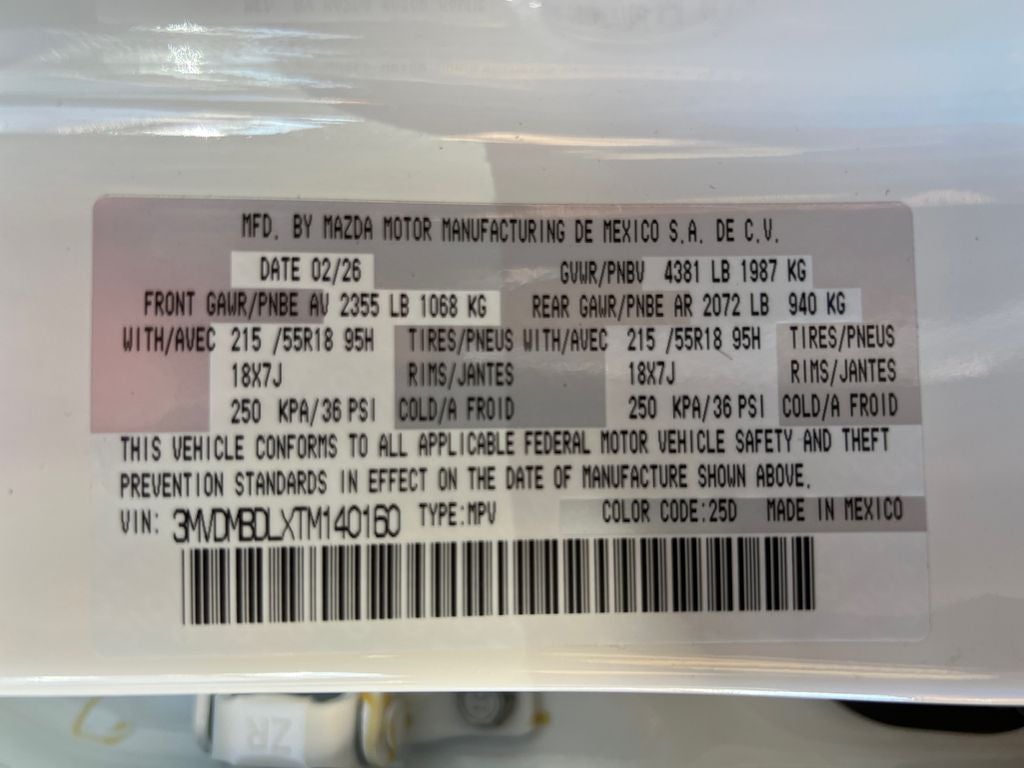 MFD. BY MAZDA MOTOR MANUFACTURING DE MEXICO S.A. DE C.V.
DATE 02/26 GVWR/PNBV 4381 LB 1987 KG
FRONT GAWR/PNBE AV 2355 LB 1068 KG REAR GAWR/PNBE AR 2072 LB 940 KG
WITH/AVEC 215 /55R18 95H TIRES/PNEUS WITH/AVEC 215 /55R18 95H TIRES/PNEUS
18X7J RIMS/JANTES 18X7J RIMS/JANTES
250 KPA/36 PSI COLD/A FROID 250 KPA/36 PSI COLD/A FROID
THIS VEHICLE CONFORMS TO ALL APPLICABLE FEDERAL MOTOR VEHICLE SAFETY AND THEFT
PREVENTION STANDARDS IN EFFECT ON THE DATE OF MANUFACTURE SHOWN ABOVE.
VIN: 3MVDMBDLXTM140160 TYPE:MPV COLOR CODE:25D MADE IN MEXICO
ZR